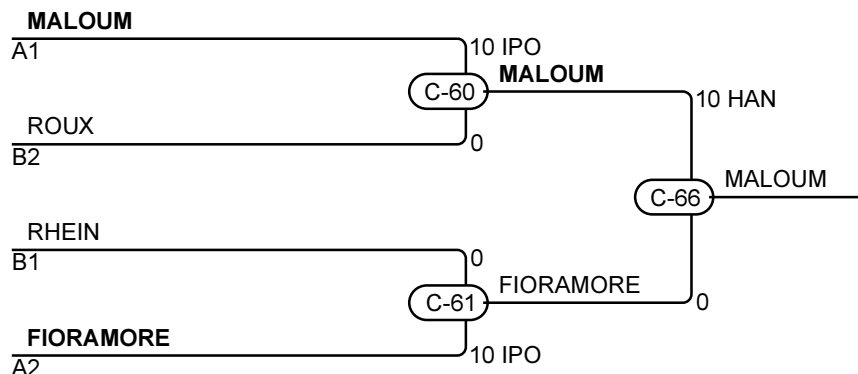 MALOUM
A1
10 IPO
C-60
MALOUM
ROUX
B2
0
10 HAN
C-66
MALOUM
RHEIN
B1
0
C-61
FIORAMORE
0
FIORAMORE
A2
10 IPO